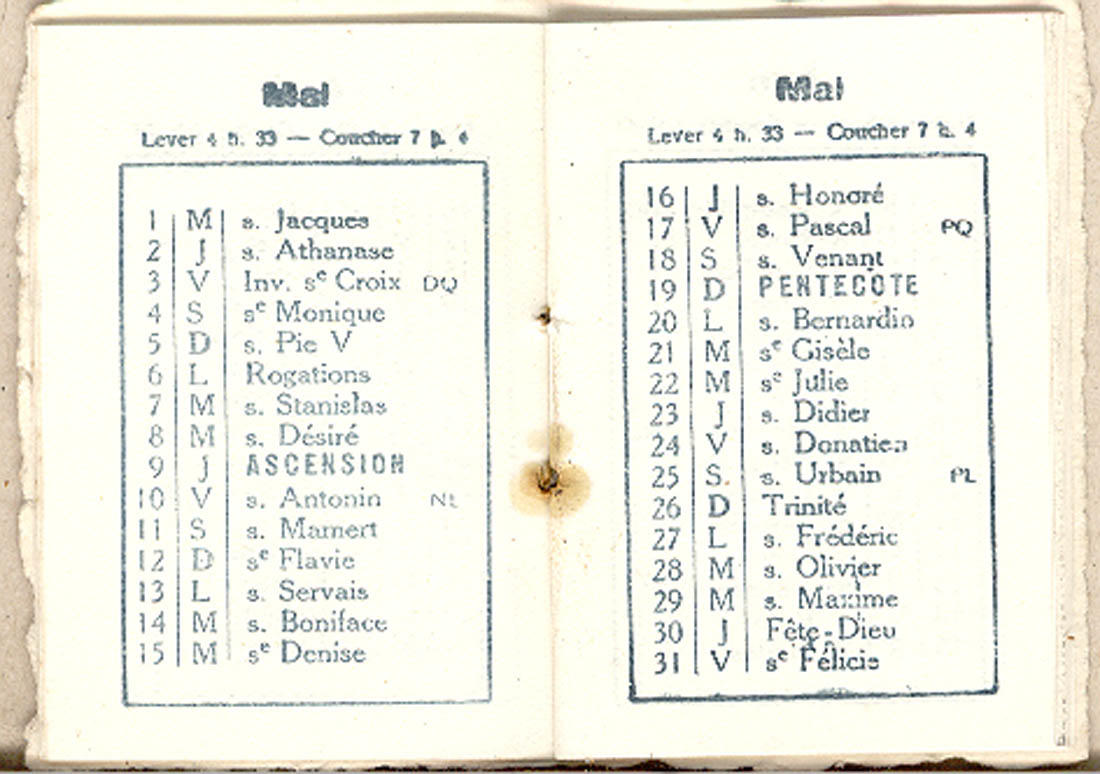 Mai
Lever 4 h. 33 — Coucher 7 h. 4
1 M s. Jacques
2 J s. Athanase
3 V Inv. se Croix DQ
4 S se Monique
5 D s. Pie V
6 L Rogations
7 M s. Stanislas
8 M s. Désiré
9 J ASCENSION
10 V s. Antonin NL
11 S s. Mamert
12 D se Flavie
13 L s. Servais
14 M s. Boniface
15 M se Denise
Mai
Lever 4 h. 33 — Coucher 7 h. 4
16 J s. Honoré
17 V s. Pascal PQ
18 S s. Venant
19 D PENTECOTE
20 L s. Bernardin
21 M se Gisèle
22 M se Julie
23 J s. Didier
24 V s. Donatien
25 S. s. Urbain PL
26 D Trinité
27 L s. Frédéric
28 M s. Olivier
29 M s. Maxime
30 J Fête-Dieu
31 V se Félicie